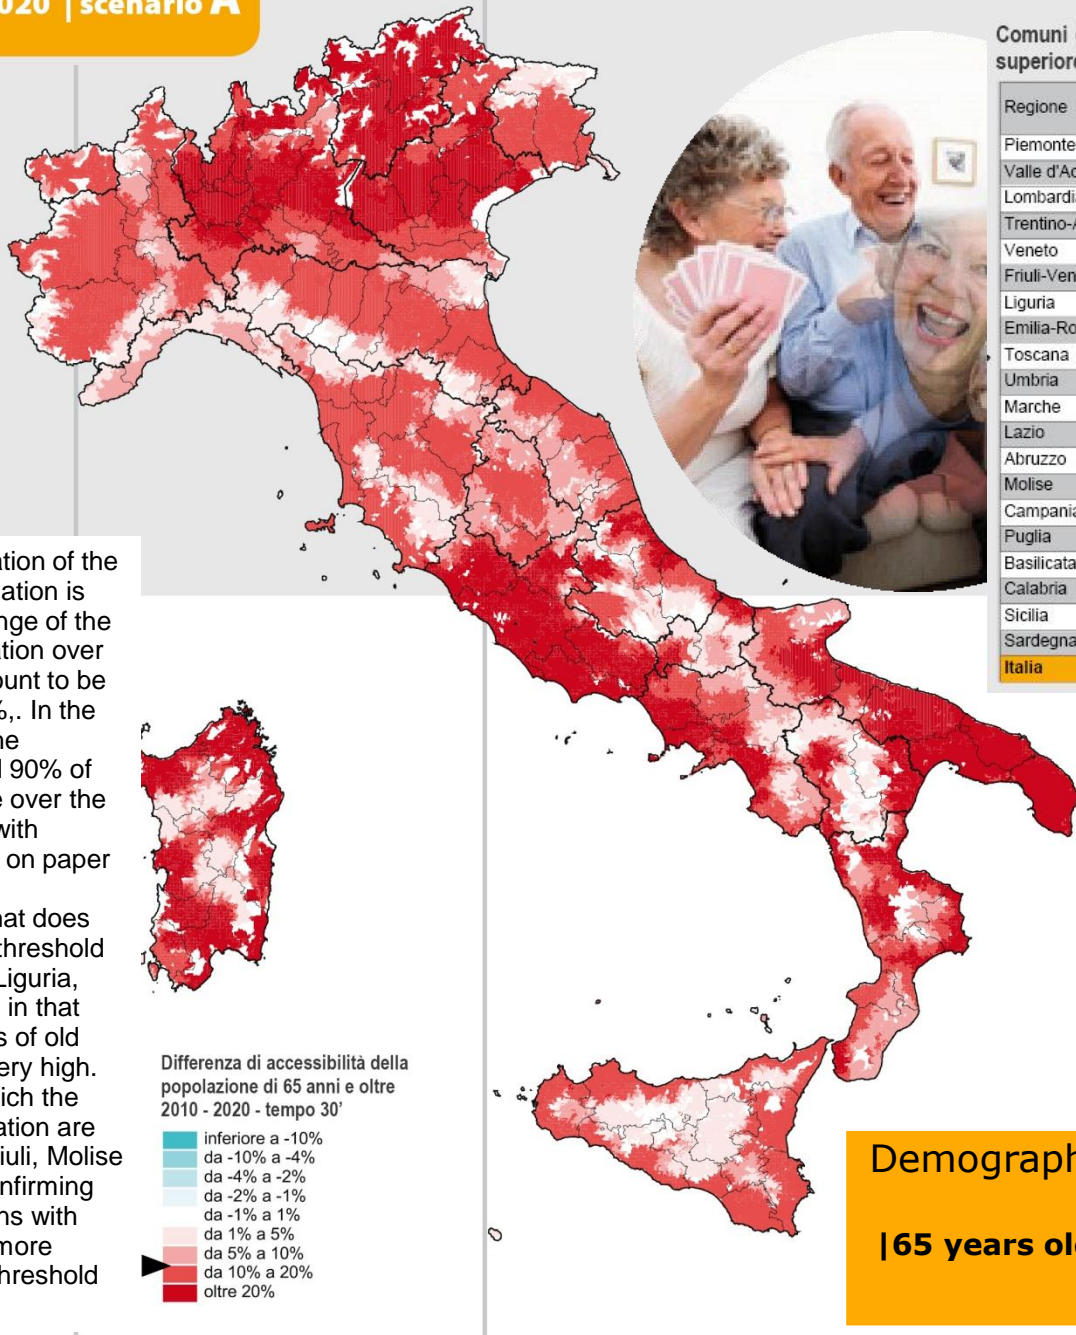 2020 | scenario A
Comuni
superiore
Regione
Piemonte
Valle d'Ao
Lombardi
Trentino-A
Veneto
Friuli-Ven
Liguria
Emilia-Ro
Toscana
Umbria
Marche
Lazio
Abruzzo
Molise
Campania
Puglia
Basilicata
Calabria
Sicilia
Sardegna
Italia
ation of the
ation is
nge of the
ation over
ount to be
%,. In the
ne
l 90% of
e over the
with
on paper
hat does
threshold
Liguria,
in that
s of old
ery high.
ich the
ation are
iuli, Molise
nfirming
ns with
more
threshold
Differenza di accessibilità della
popolazione di 65 anni e oltre
2010 - 2020 - tempo 30'
inferiore a -10%
da -10% a -4%
da -4% a -2%
da -2% a -1%
da -1% a 1%
da 1% a 5%
da 5% a 10%
da 10% a 20%
oltre 20%
Demograph
|65 years ol